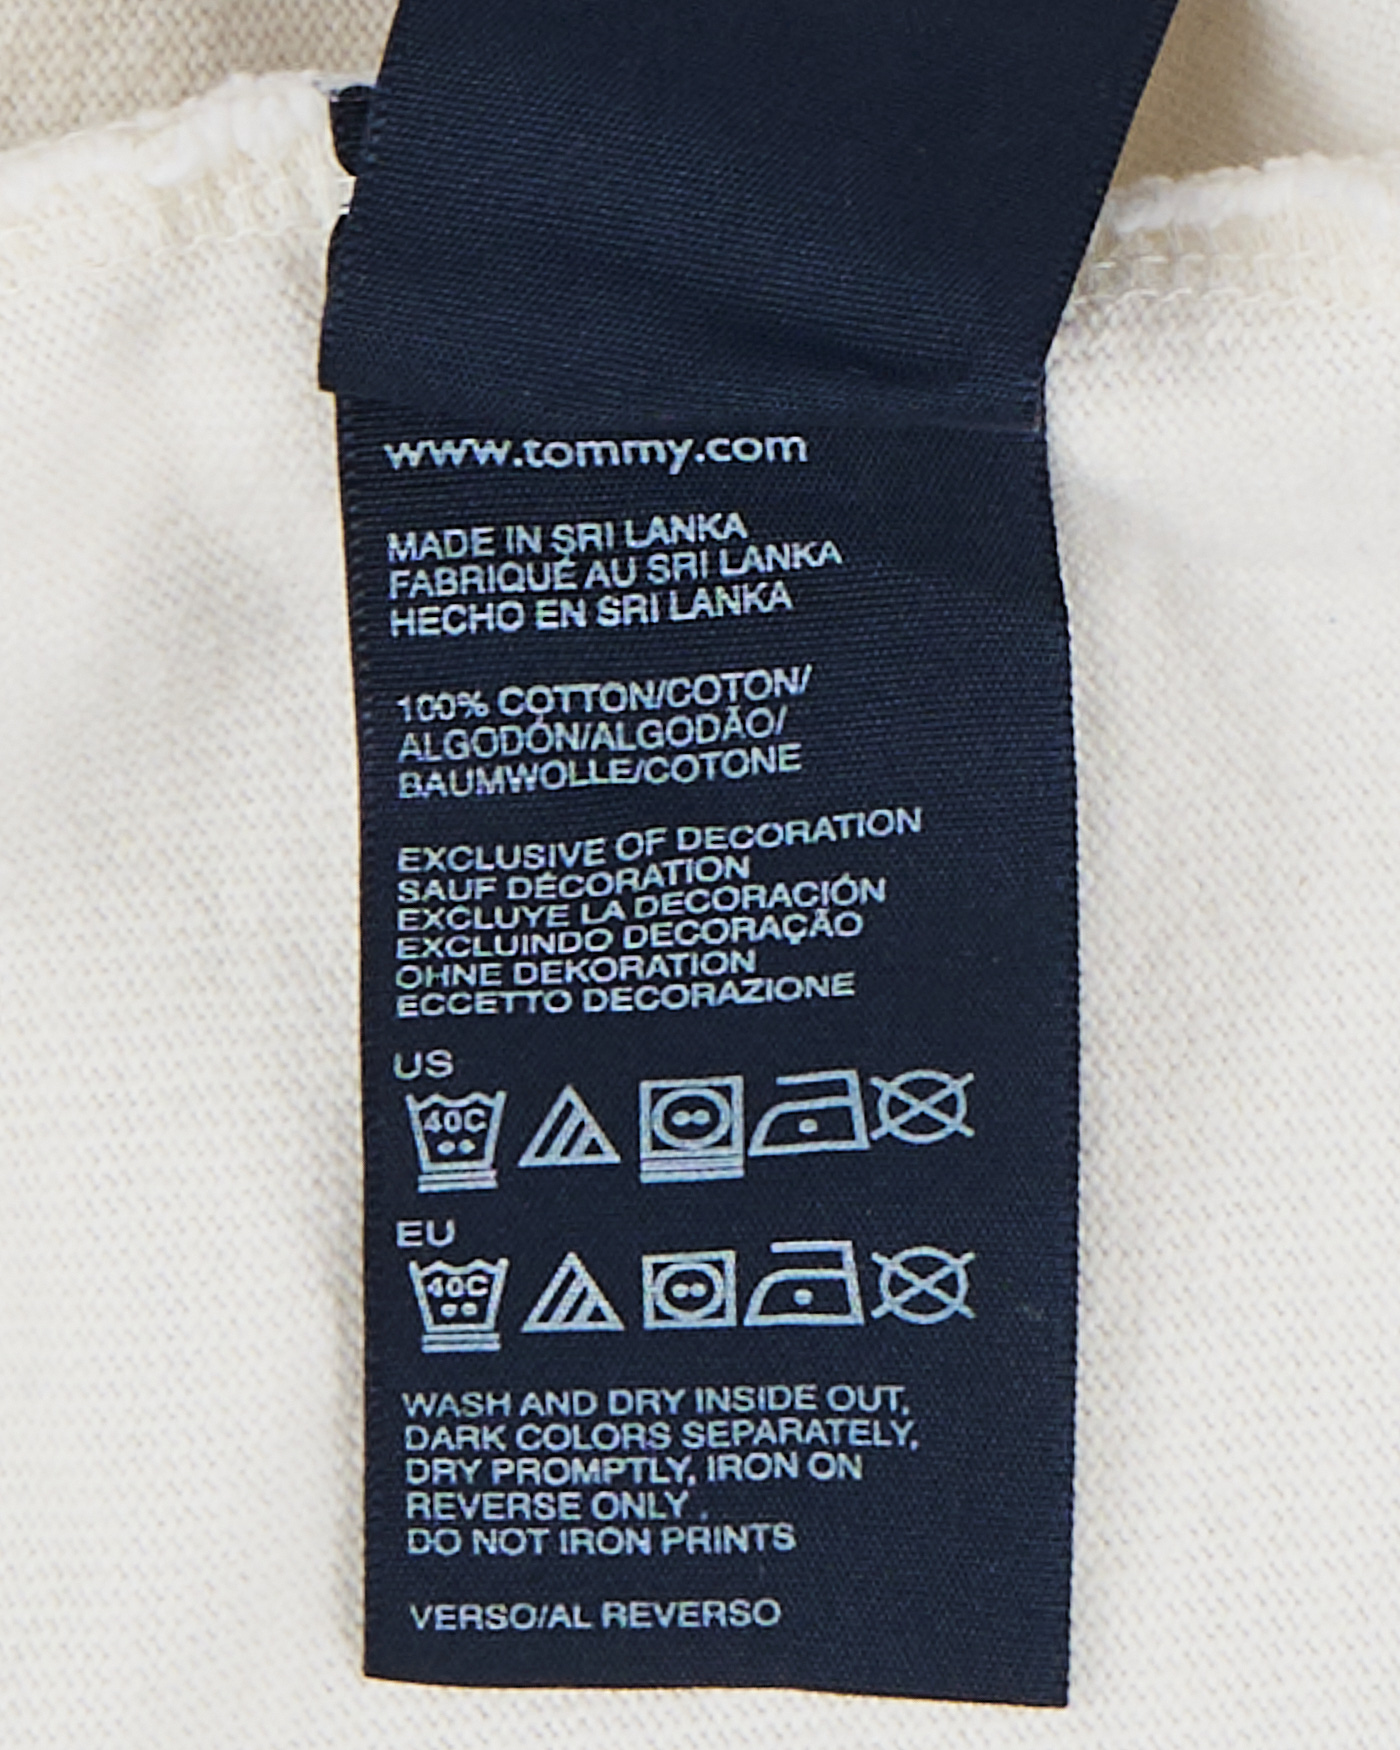 www.tommy.com
MADE IN SRI LANKA
FABRIQUÉ AU SRI LANKA
HECHO EN SRI LANKA
100% COTTON/COTON/
ALGODÓN/ALGODÃO/
BAUMWOLLE/COTONE
EXCLUSIVE OF DECORATION
SAUF DÉCORATION
EXCLUYE LA DECORACIÓN
EXCLUINDO DECORAÇÃO
OHNE DEKORATION
ECCETTO DECORAZIONE
US
40C
EU
40C
WASH AND DRY INSIDE OUT,
DARK COLORS SEPARATELY,
DRY PROMPTLY, IRON ON
REVERSE ONLY .
DO NOT IRON PRINTS
VERSO/AL REVERSO